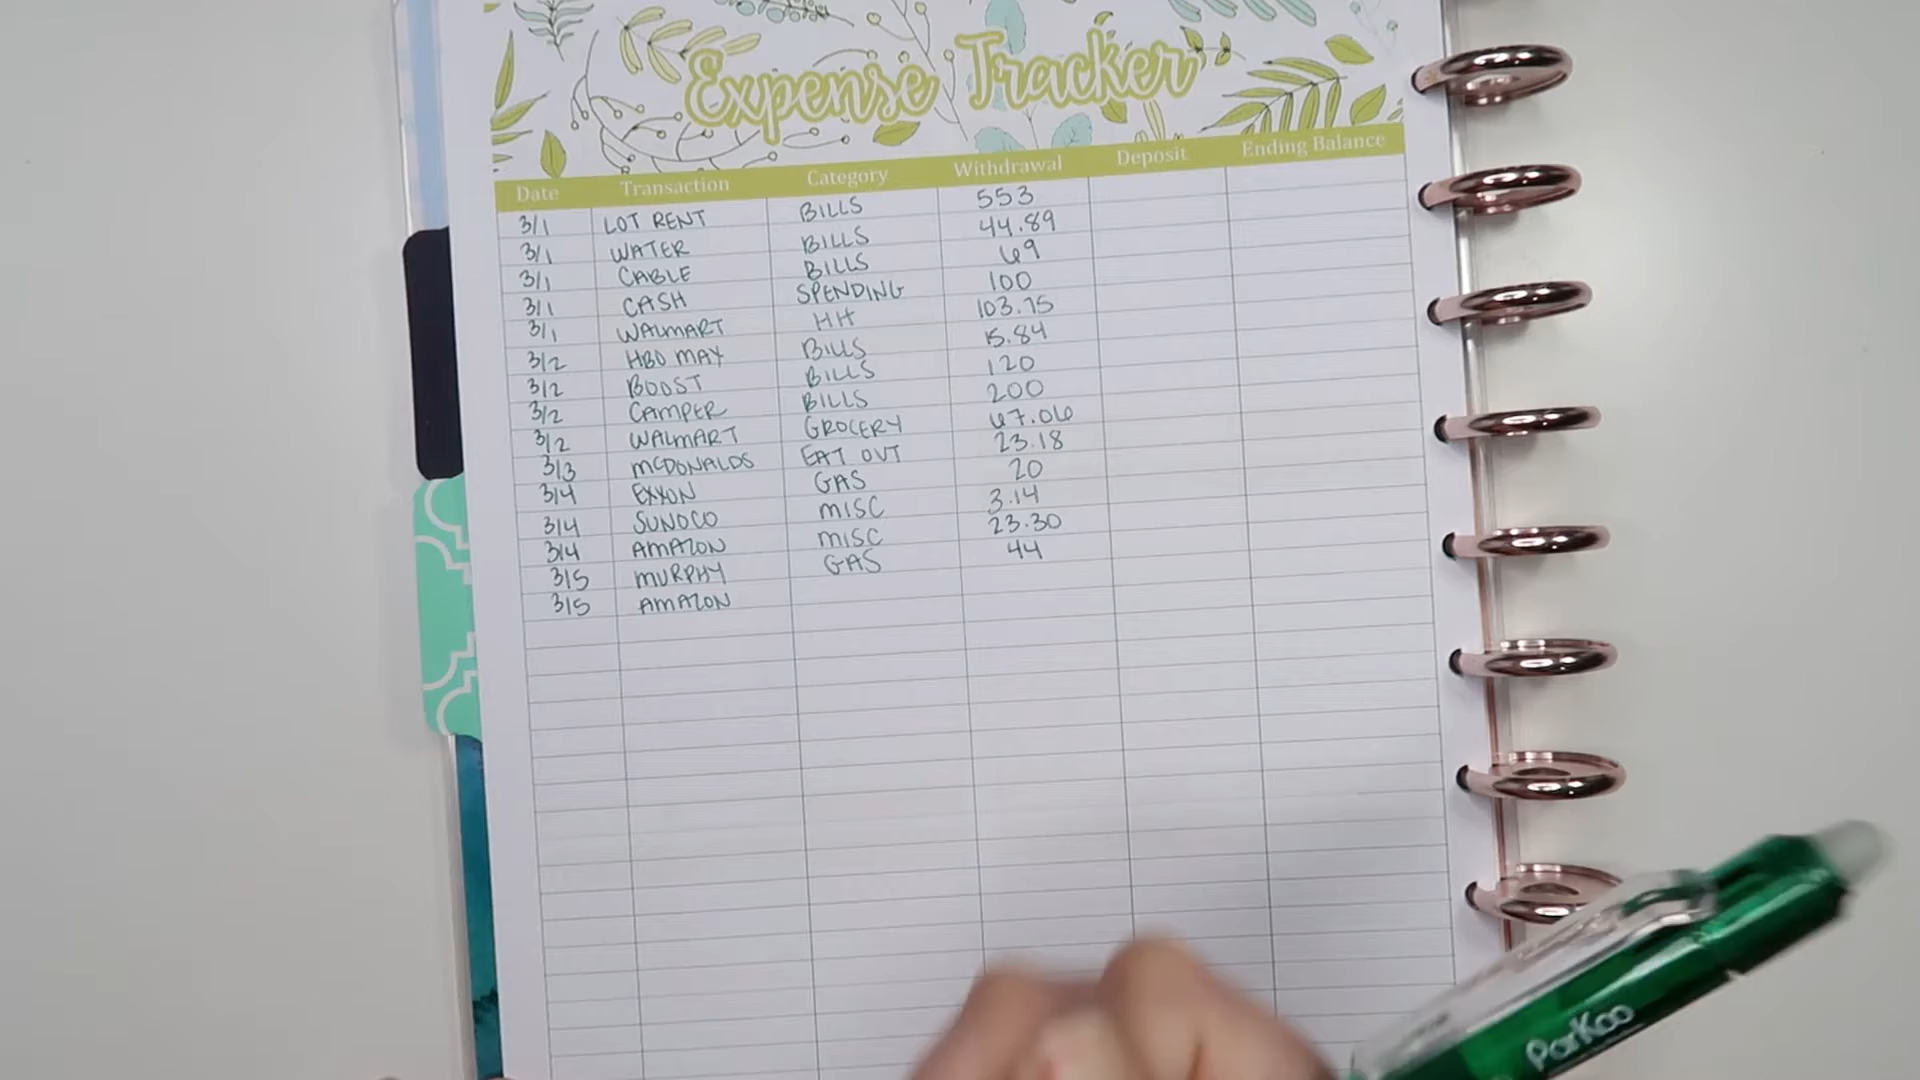 Expense Tracker
Date Transaction Category Withdrawal Deposit Ending Balance
3/1 LOT RENT BILLS 553
3/1 WATER BILLS 44.89
3/1 CABLE BILLS 69
3/1 CASH SPENDING 100
3/1 WALMART HH 103.75
3/2 HBO MAX BILLS 15.84
3/2 BOOST BILLS 120
3/2 CAMPER BILLS 200
3/2 WALMART GROCERY 67.06
3/3 MCDONALDS EAT OUT 23.18
3/4 EXXON GAS 20
3/4 SUNOCO MISC 3.14
3/4 AMAZON MISC 23.30
3/5 MURPHY GAS 44
3/5 AMAZON
ParKoo